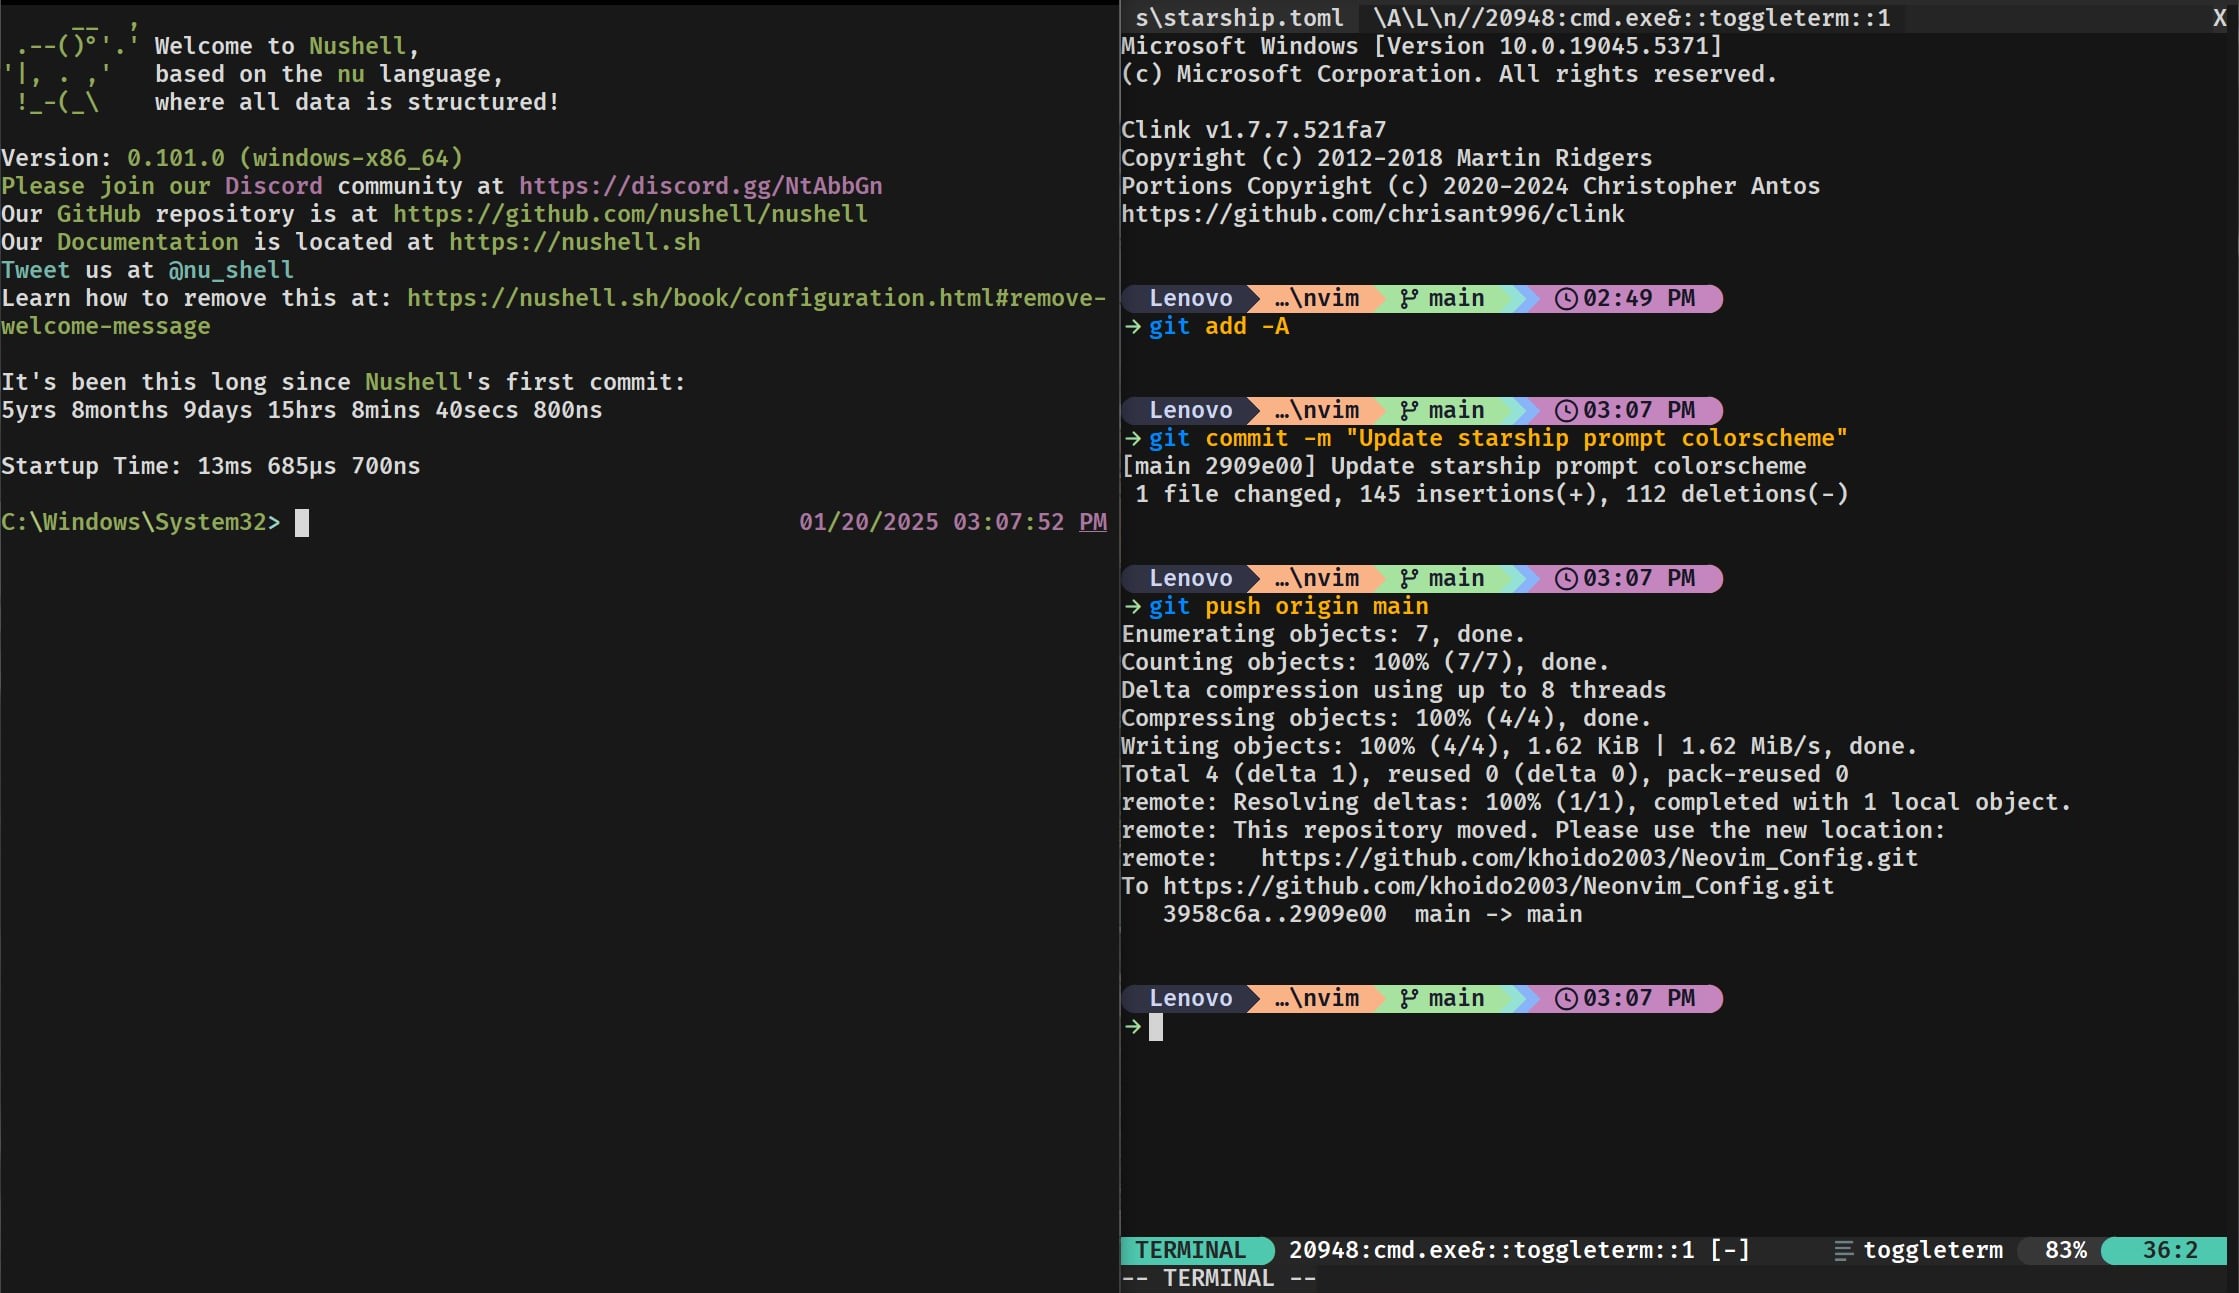 __  ,
.--()°'.' Welcome to Nushell,
'|, . ,'   based on the nu language,
!_-(_\    where all data is structured!
Version: 0.101.0 (windows-x86_64)
Please join our Discord community at https://discord.gg/NtAbbGn
Our GitHub repository is at https://github.com/nushell/nushell
Our Documentation is located at https://nushell.sh
Tweet us at @nu_shell
Learn how to remove this at: https://nushell.sh/book/configuration.html#remove-
welcome-message
It's been this long since Nushell's first commit:
5yrs 8months 9days 15hrs 8mins 40secs 800ns
Startup Time: 13ms 685µs 700ns
C:\Windows\System32> 01/20/2025 03:07:52 PM
s\starship.toml \A\L\n//20948:cmd.exe&::toggleterm::1 X
Microsoft Windows [Version 10.0.19045.5371]
(c) Microsoft Corporation. All rights reserved.
Clink v1.7.7.521fa7
Copyright (c) 2012-2018 Martin Ridgers
Portions Copyright (c) 2020-2024 Christopher Antos
https://github.com/chrisant996/clink
Lenovo …\nvim main 02:49 PM
→ git add -A
Lenovo …\nvim main 03:07 PM
→ git commit -m "Update starship prompt colorscheme"
[main 2909e00] Update starship prompt colorscheme
1 file changed, 145 insertions(+), 112 deletions(-)
Lenovo …\nvim main 03:07 PM
→ git push origin main
Enumerating objects: 7, done.
Counting objects: 100% (7/7), done.
Delta compression using up to 8 threads
Compressing objects: 100% (4/4), done.
Writing objects: 100% (4/4), 1.62 KiB | 1.62 MiB/s, done.
Total 4 (delta 1), reused 0 (delta 0), pack-reused 0
remote: Resolving deltas: 100% (1/1), completed with 1 local object.
remote: This repository moved. Please use the new location:
remote:   https://github.com/khoido2003/Neovim_Config.git
To https://github.com/khoido2003/Neonvim_Config.git
   3958c6a..2909e00  main -> main
Lenovo …\nvim main 03:07 PM
→
TERMINAL 20948:cmd.exe&::toggleterm::1 [-] toggleterm 83% 36:2
-- TERMINAL --